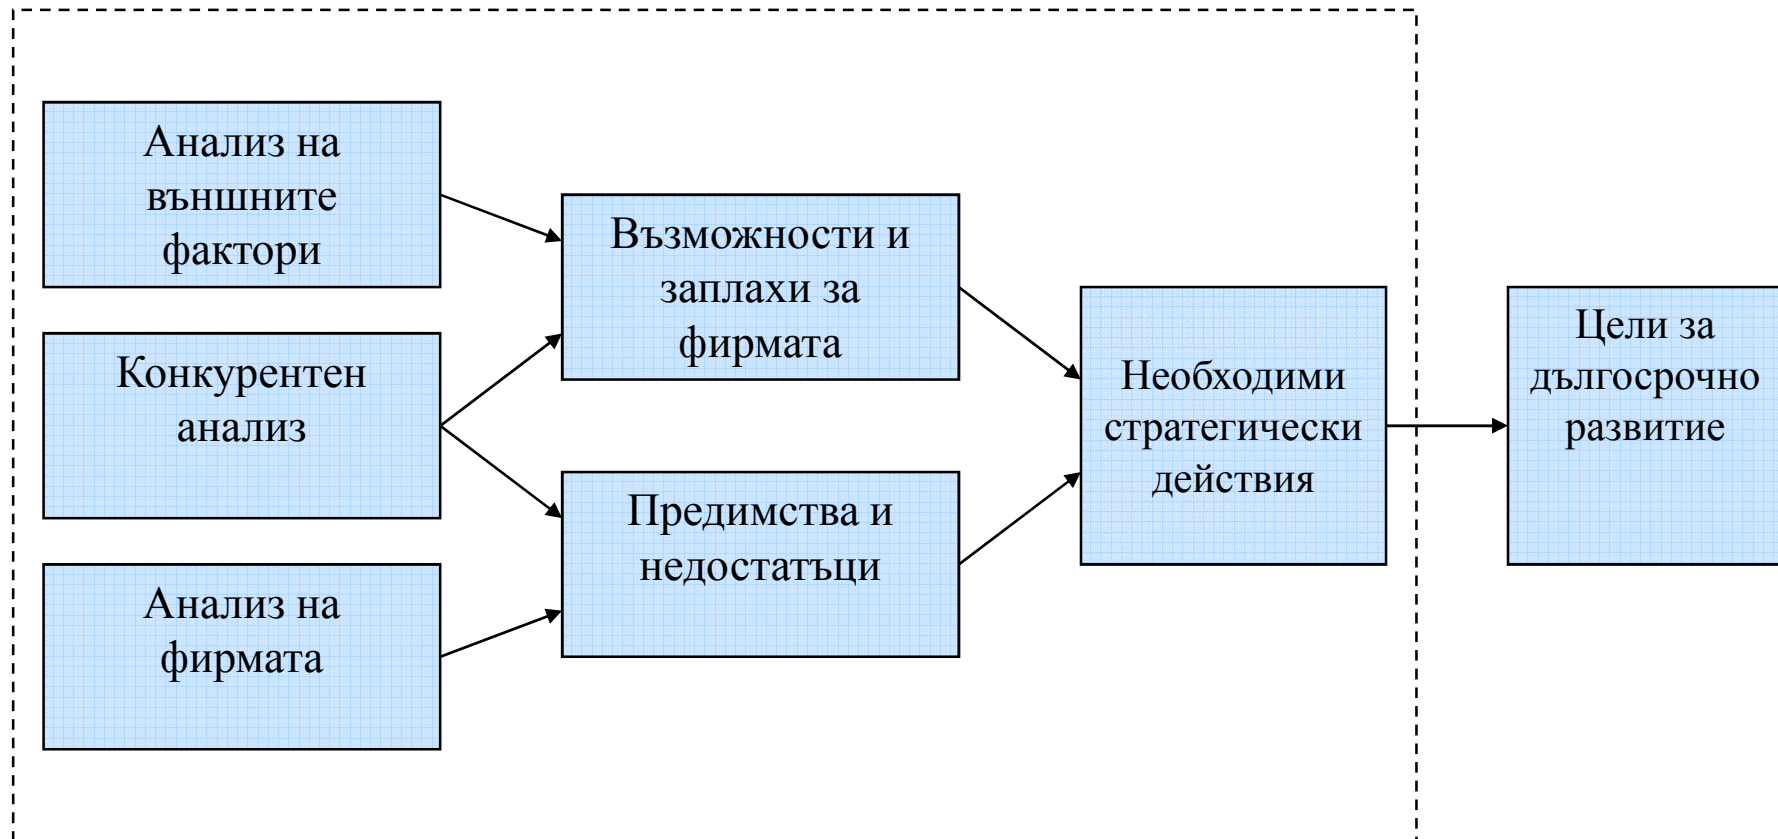 Анализ на
външните
фактори
Конкурентен
анализ
Анализ на
фирмата
Възможности и
заплахи за
фирмата
Предимства и
недостатъци
Необходими
стратегически
действия
Цели за
дългосрочно
развитие